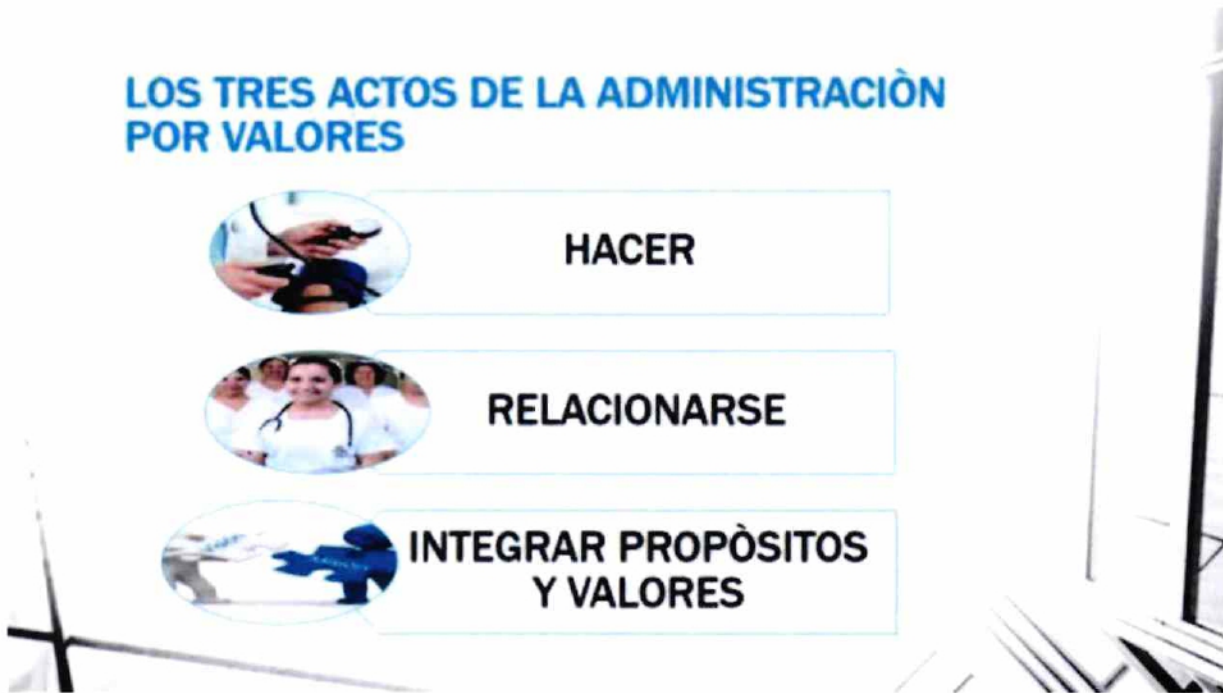 LOS TRES ACTOS DE LA ADMINISTRACIÒN
POR VALORES
HACER
RELACIONARSE
INTEGRAR PROPÒSITOS
Y VALORES